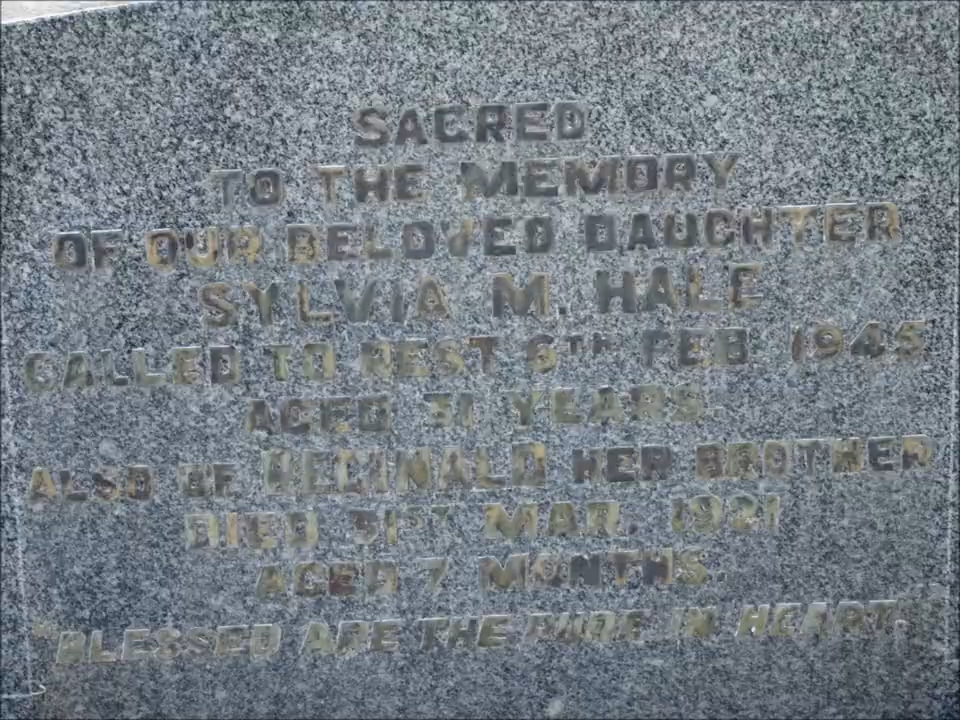 SACRED
TO THE MEMORY
OF OUR BELOVED DAUGHTER
SYLVIA M. HALE
CALLED TO REST 6TH FEB 1945
AGED 31 YEARS.
ALSO OF REGINALD D HER BROTHER
DIED 31ST MAR. 1921
AGED 7 MONTHS.
"BLESSED ARE THE PURE IN HEART."